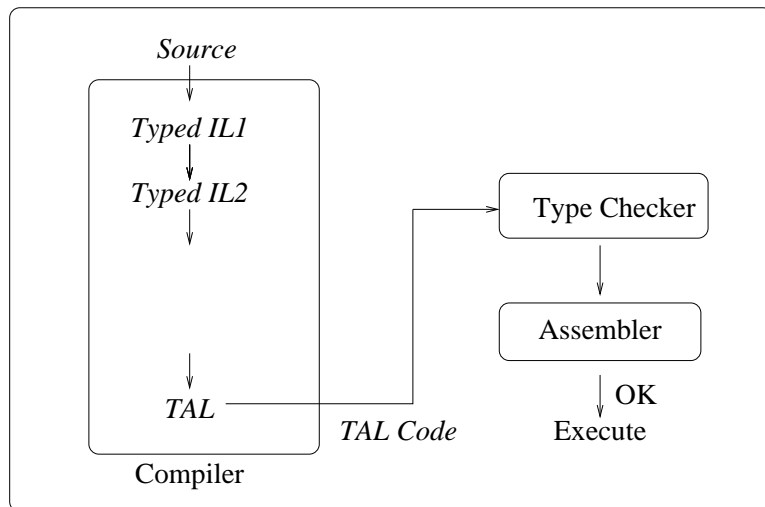 Source
Typed IL1
Typed IL2
TAL
Compiler
TAL Code
Type Checker
Assembler
OK
Execute